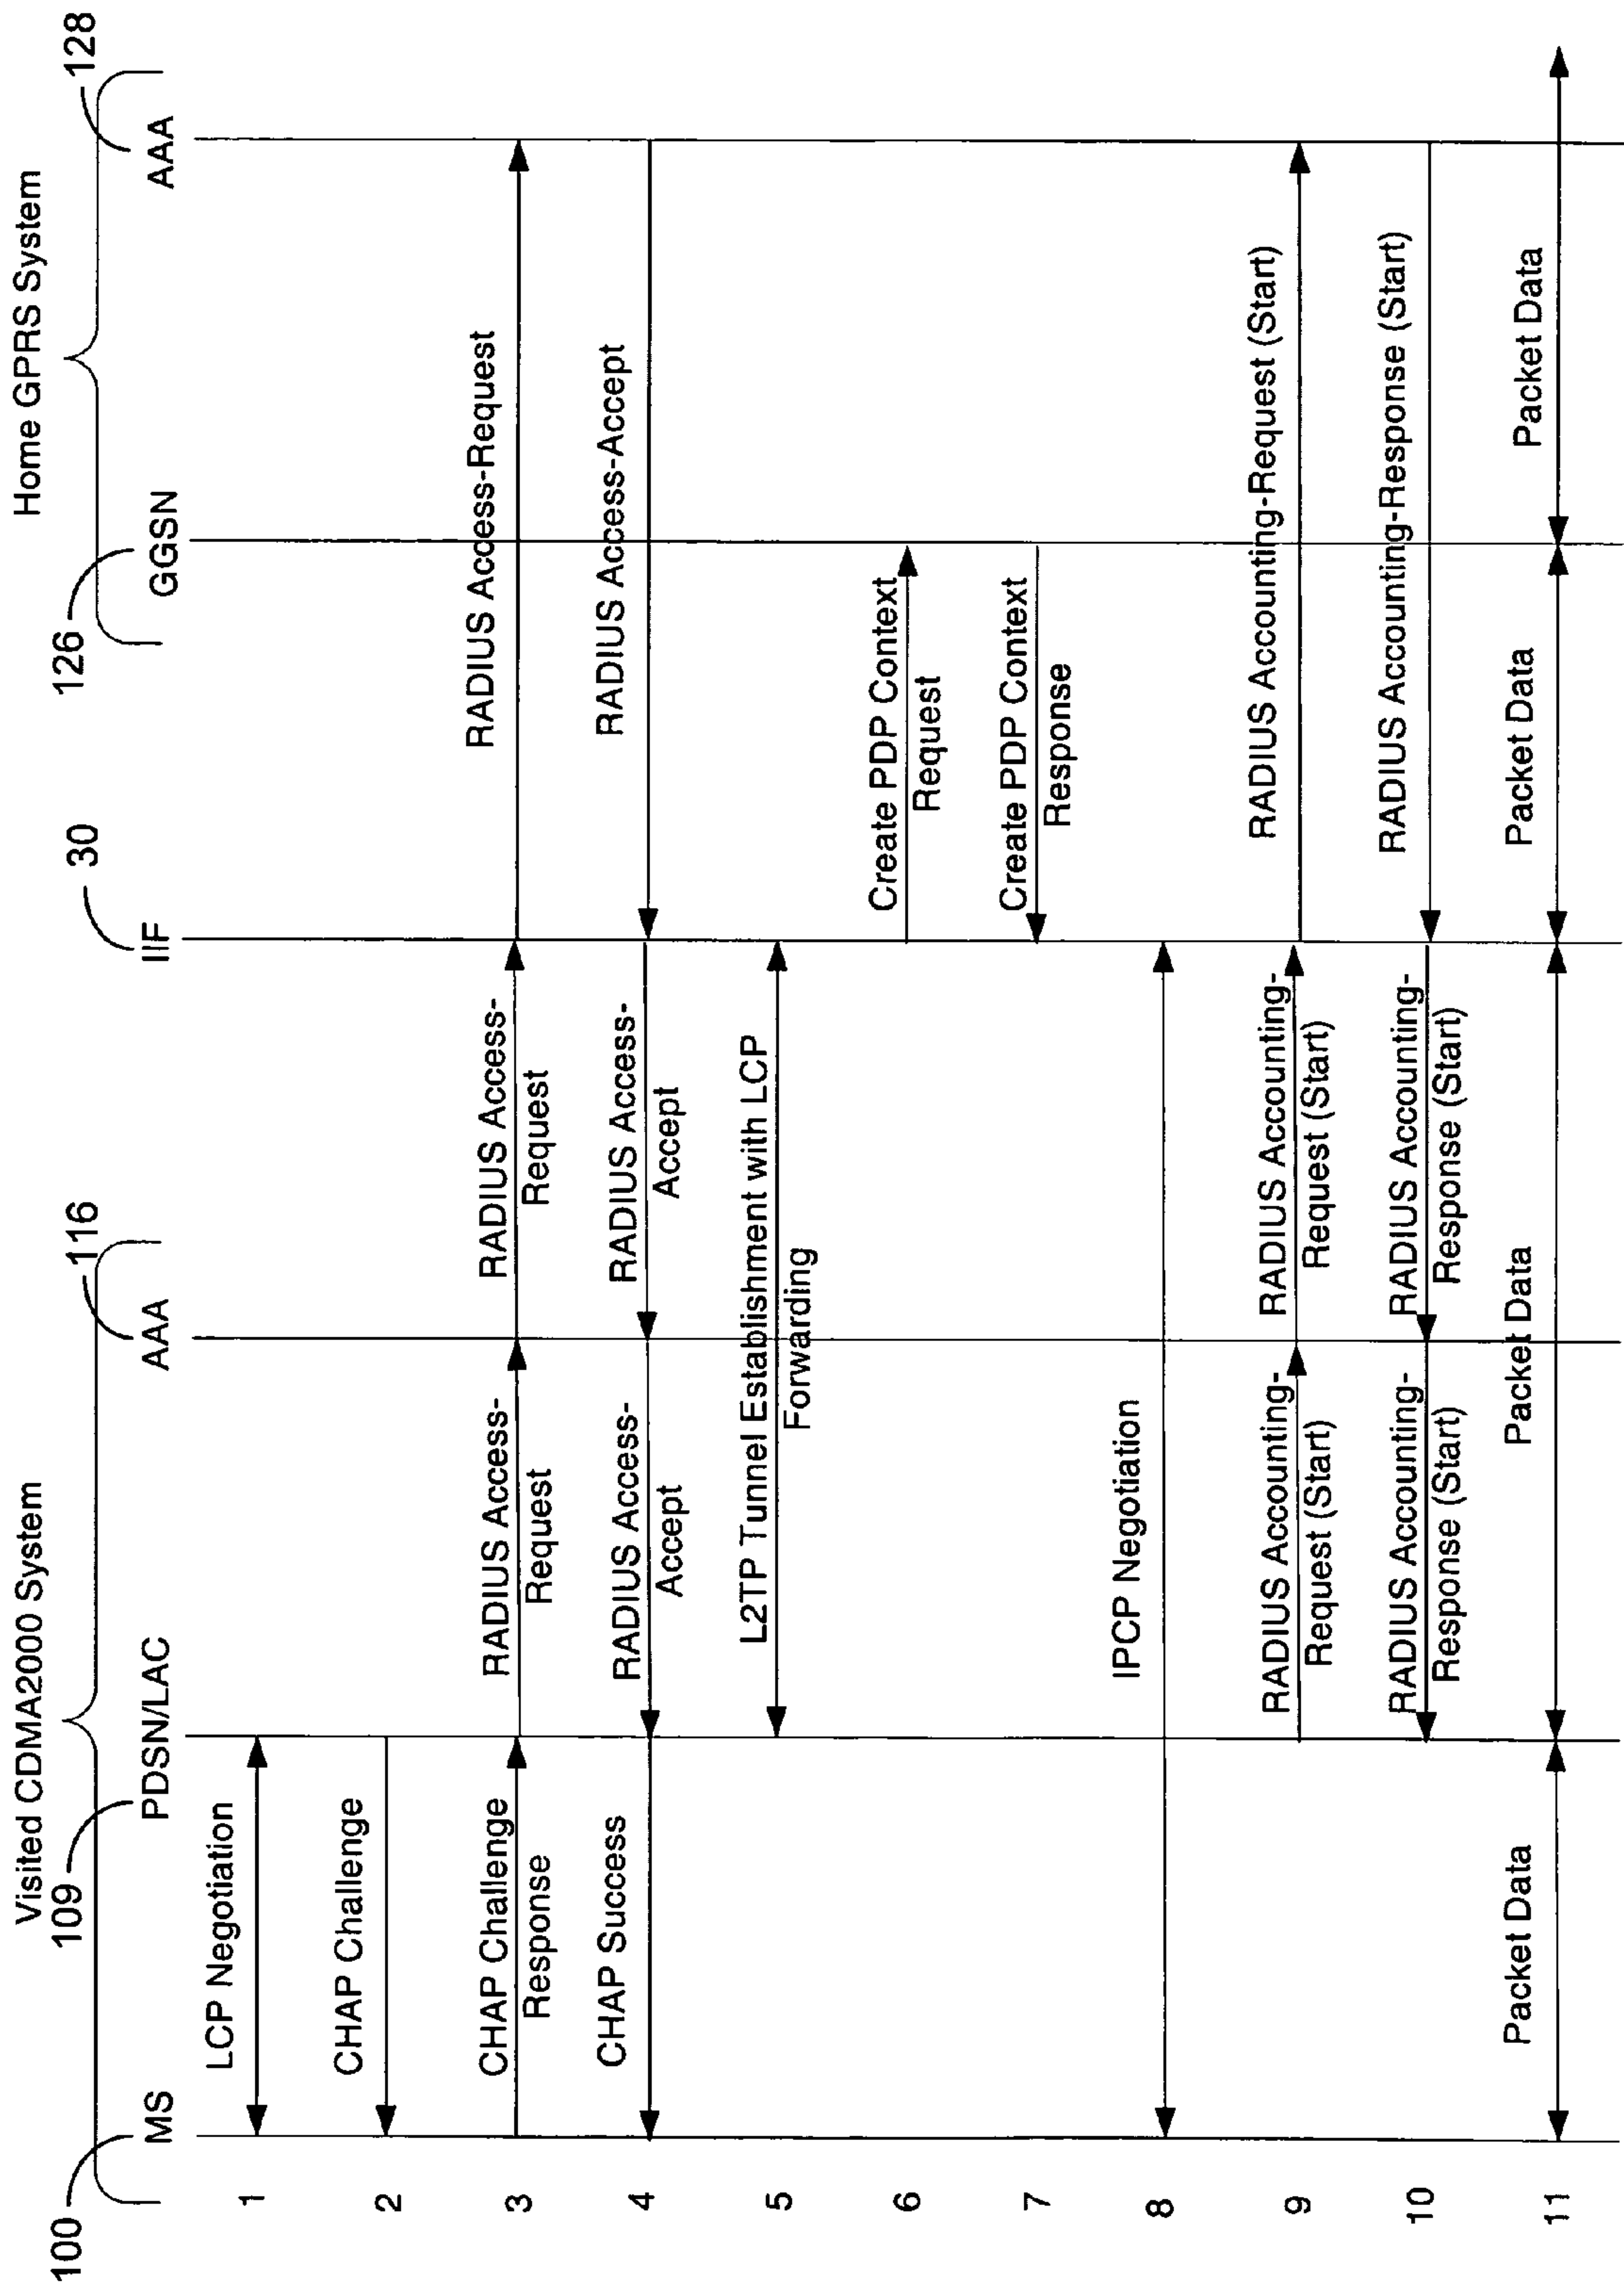 Visited CDMA2000 System
Home GPRS System
100
109
116
30
126
128
MS
PDSN/LAC
AAA
IIF
GGSN
AAA
1
LCP Negotiation
2
CHAP Challenge
3
CHAP Challenge
Response
RADIUS Access-
Request
RADIUS Access-
Request
RADIUS Access-Request
4
CHAP Success
RADIUS Access-
Accept
RADIUS Access-
Accept
RADIUS Access-Accept
5
L2TP Tunnel Establishment with LCP
Forwarding
6
Create PDP Context
Request
7
Create PDP Context
Response
8
IPCP Negotiation
9
RADIUS Accounting-
Request (Start)
RADIUS Accounting-
Request (Start)
RADIUS Accounting-Request (Start)
10
RADIUS Accounting-
Response (Start)
RADIUS Accounting-
Response (Start)
RADIUS Accounting-Response (Start)
11
Packet Data
Packet Data
Packet Data
Packet Data